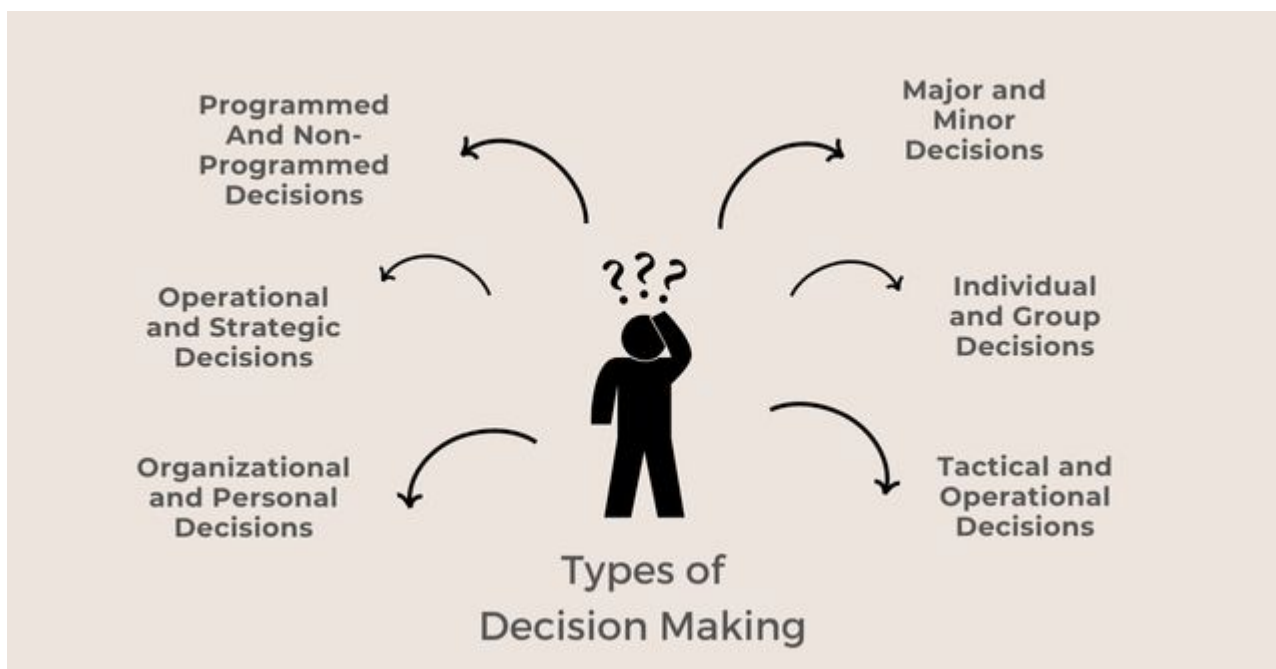 Programmed
And Non-
Programmed
Decisions
Major and
Minor
Decisions
Operational
and Strategic
Decisions
???
Individual
and Group
Decisions
Organizational
and Personal
Decisions
Tactical and
Operational
Decisions
Types of
Decision Making